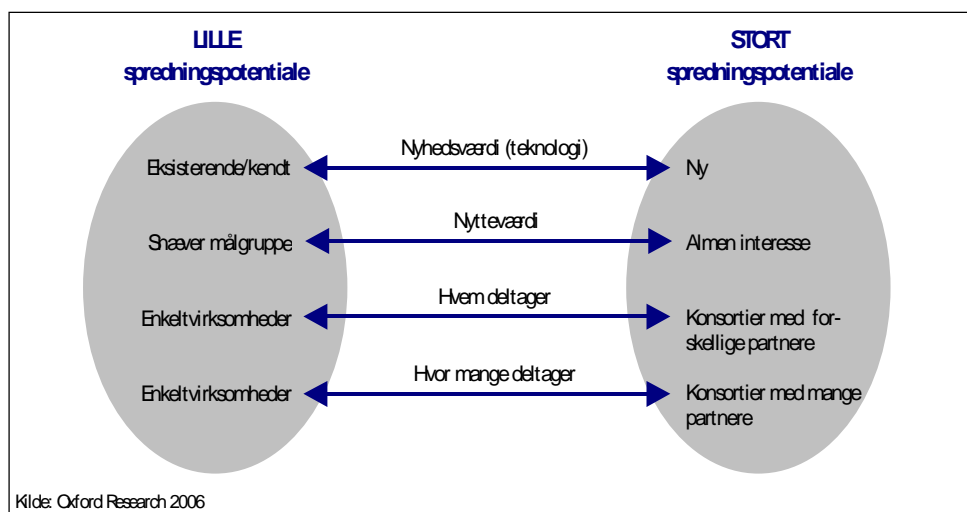 LILLE
spredningspotentiale
STORT
spredningspotentiale
Nyhedsværdi (teknologi)
Eksisterende/kendt
Ny
Nytteværdi
Snæver målgruppe
Almen interesse
Hvem deltager
Enkeltvirksomheder
Konsortier med for-
skellige partnere
Hvor mange deltager
Enkeltvirksomheder
Konsortier med mange
partnere
Kilde: Oxford Research 2006